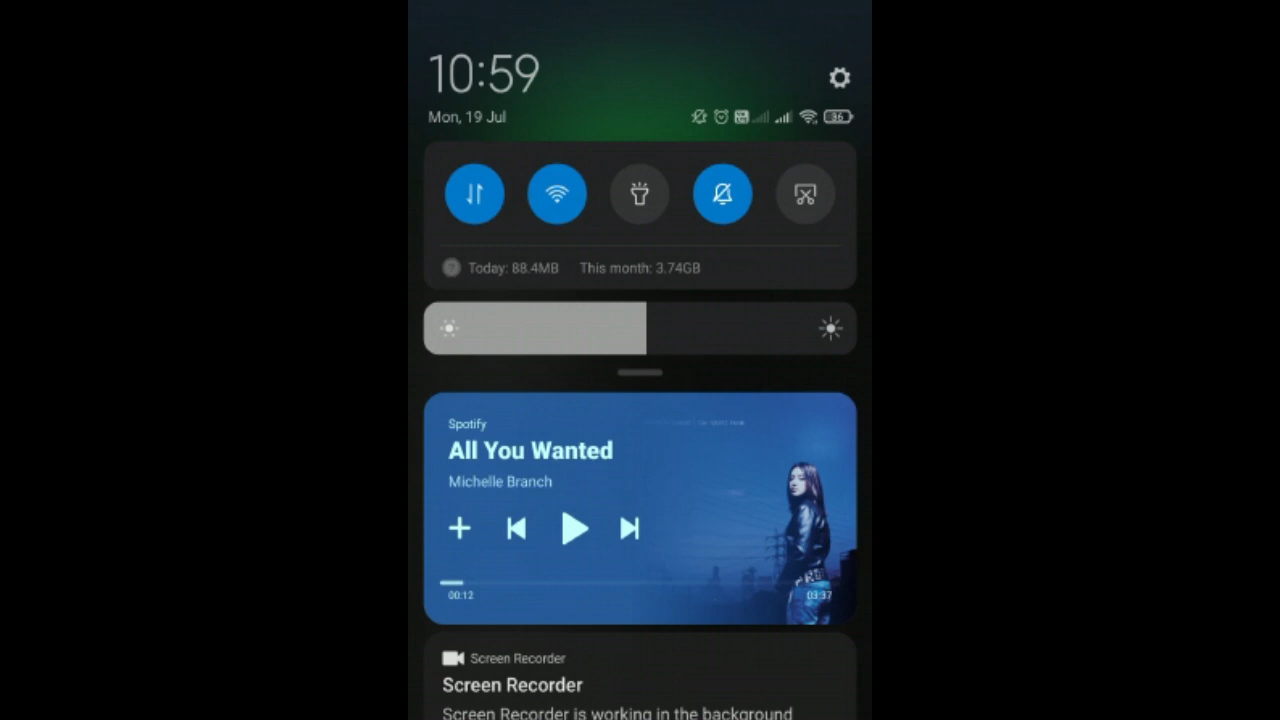 10:59
Mon, 19 Jul
36
Today: 88.4MB This month: 3.74GB
Spotify
All You Wanted
Michelle Branch
00:12 03:37
Screen Recorder
Screen Recorder
Screen Recorder is working in the background